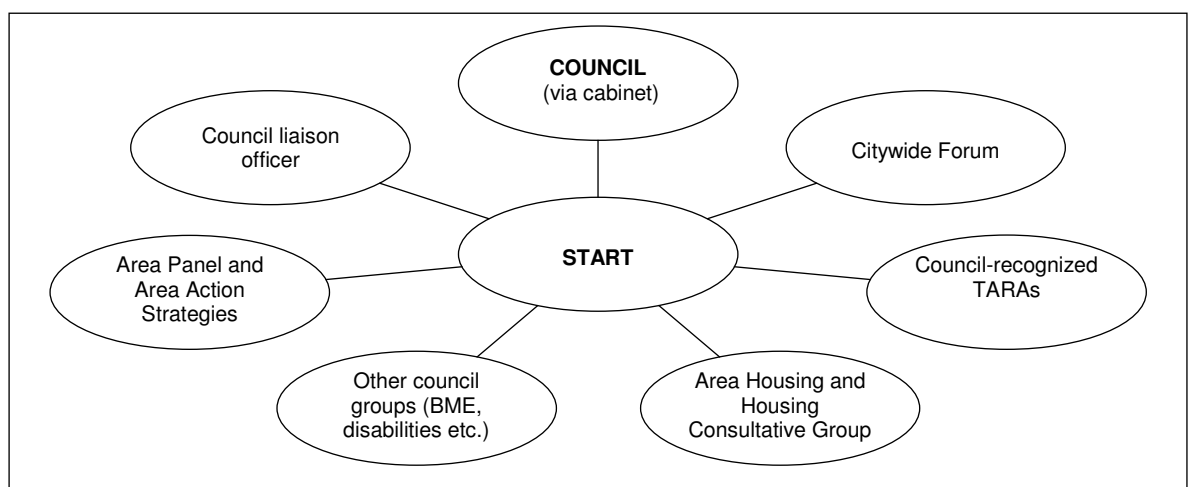 COUNCIL
(via cabinet)
Council liaison
officer
Citywide Forum
START
Area Panel and
Area Action
Strategies
Council-recognized
TARAs
Other council
groups (BME,
disabilities etc.)
Area Housing and
Housing
Consultative Group